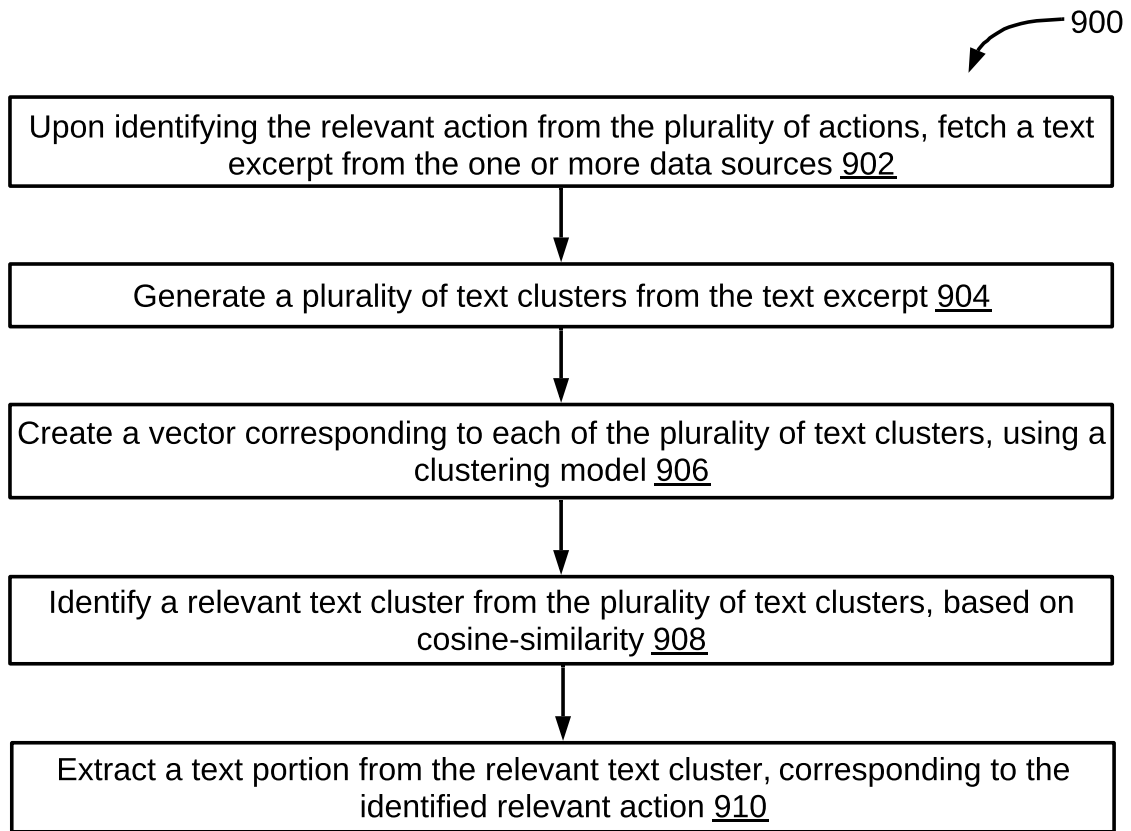 900
Upon identifying the relevant action from the plurality of actions, fetch a text
excerpt from the one or more data sources 902
Generate a plurality of text clusters from the text excerpt 904
Create a vector corresponding to each of the plurality of text clusters, using a
clustering model 906
Identify a relevant text cluster from the plurality of text clusters, based on
cosine-similarity 908
Extract a text portion from the relevant text cluster, corresponding to the
identified relevant action 910